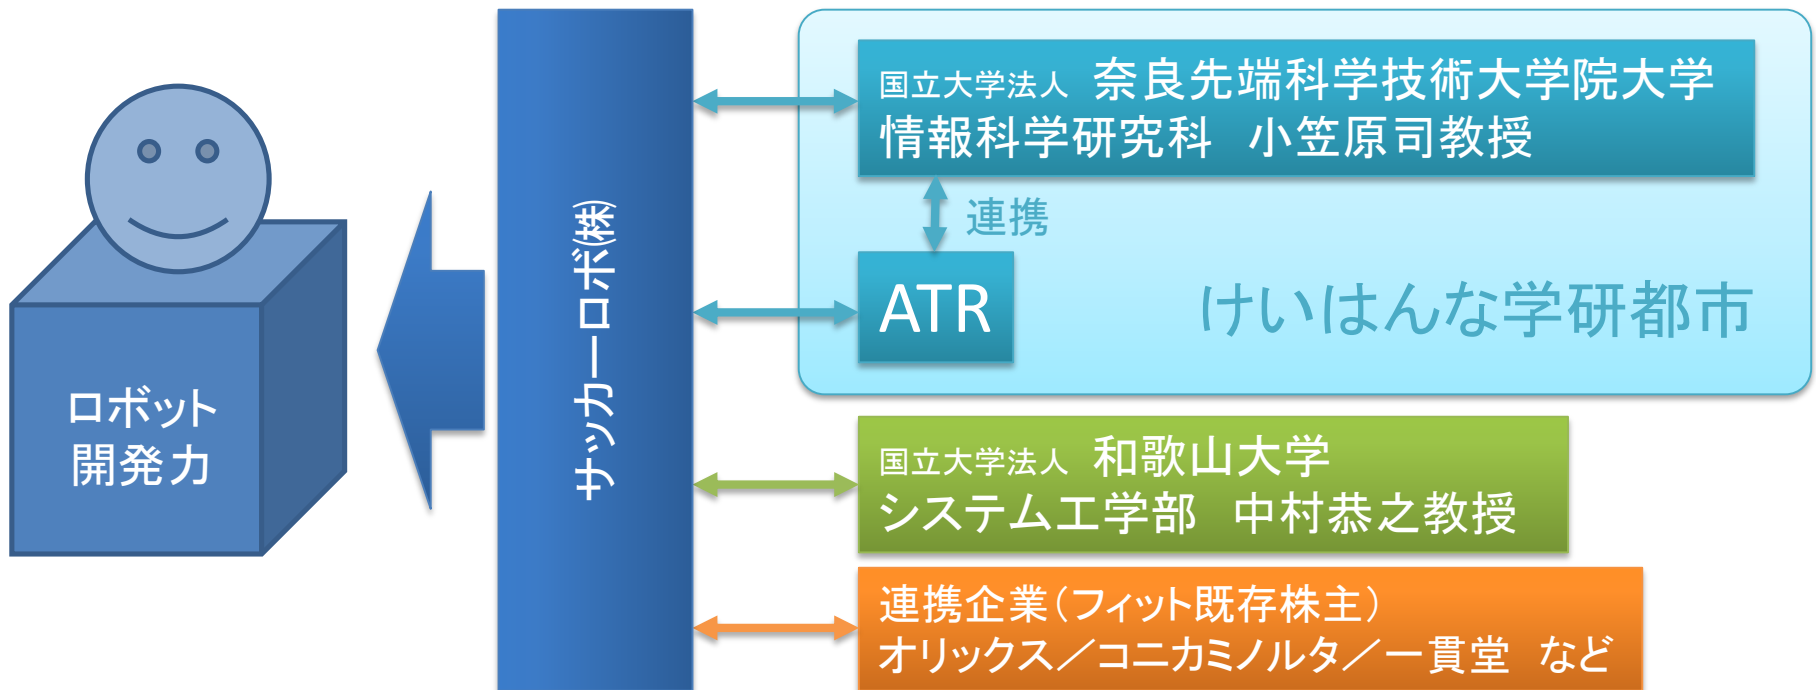 ロボット
開発力
サッカーロボ(株)
国立大学法人 奈良先端科学技術大学院大学
情報科学研究科　小笠原司教授
連携
ATR
けいはんな学研都市
国立大学法人 和歌山大学
システム工学部　中村恭之教授
連携企業（フィット既存株主）
オリックス／コニカミノルタ／一貫堂　など